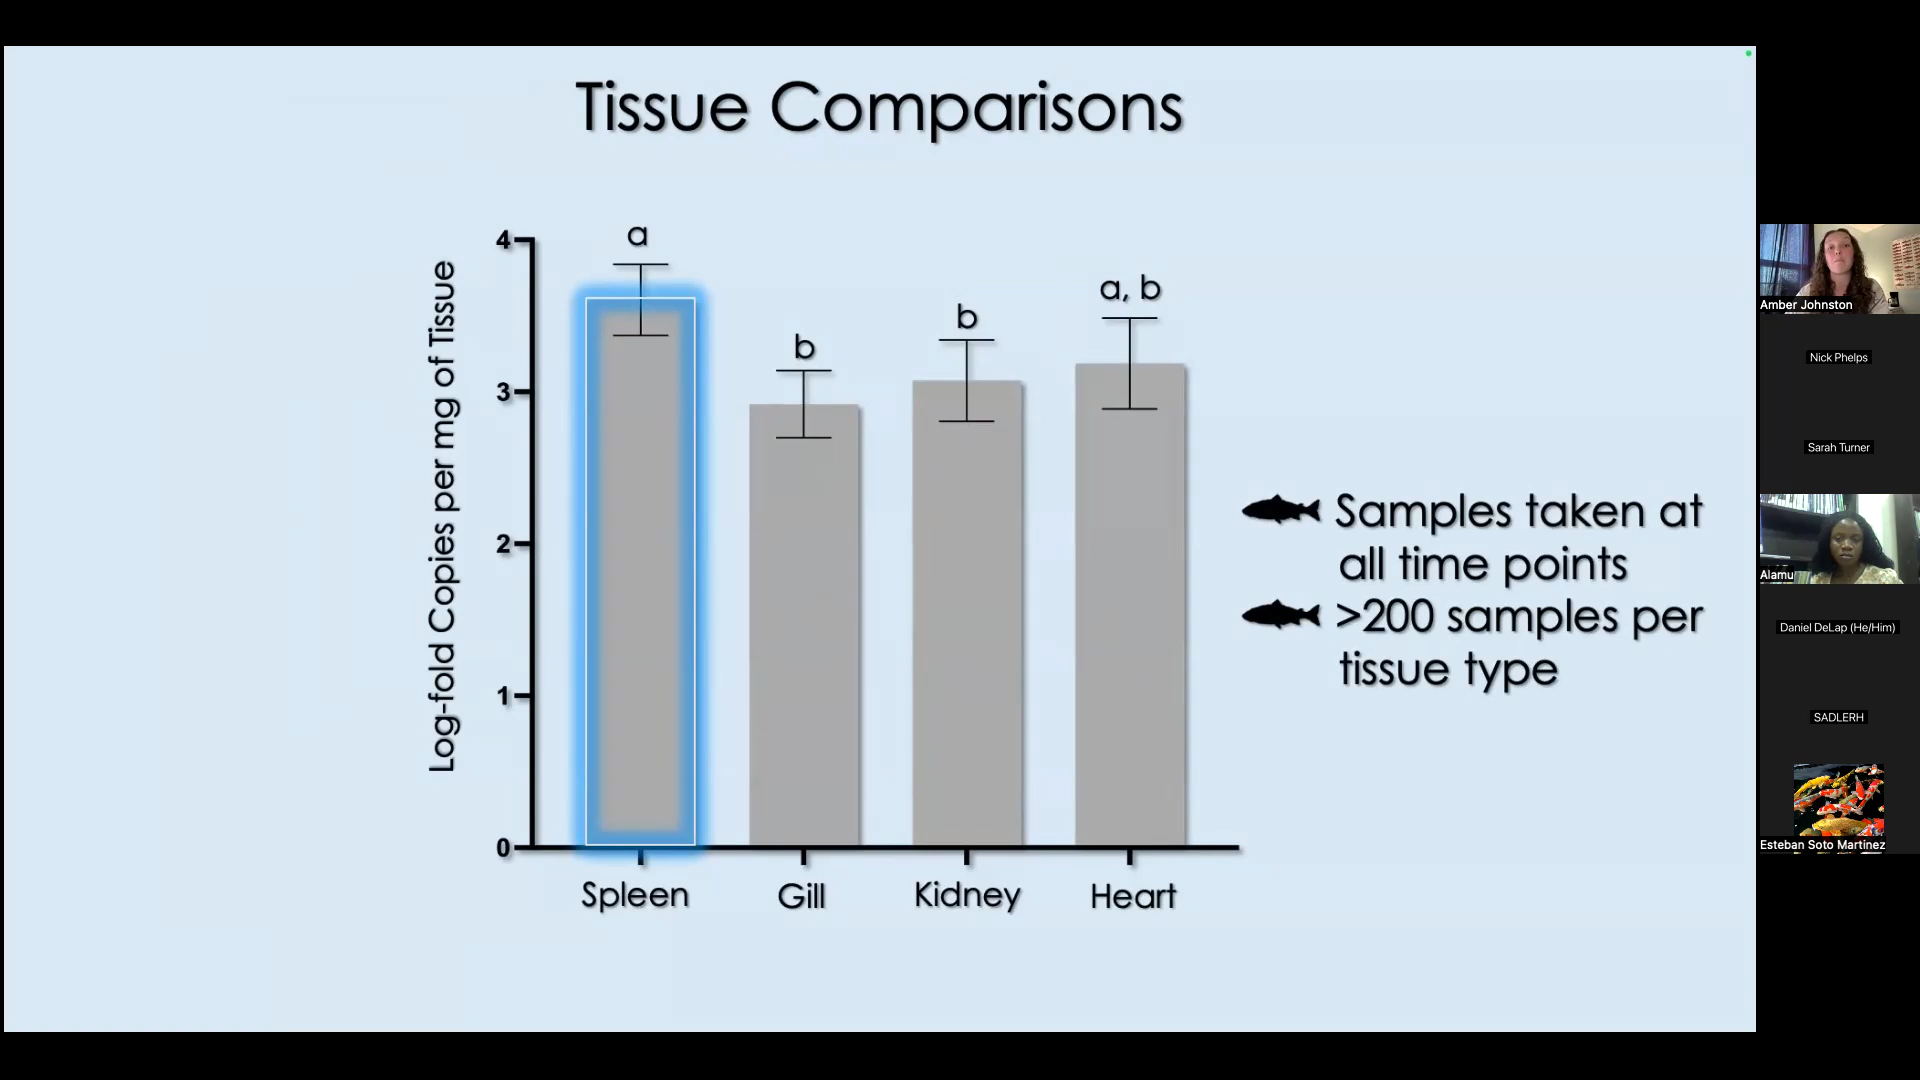 Tissue Comparisons
Log-fold Copies per mg of Tissue
4
3
2
1
0
a
b
b
a, b
Spleen
Gill
Kidney
Heart
Samples taken at
all time points
>200 samples per
tissue type
Amber Johnston
Nick Phelps
Sarah Turner
Alamu
Daniel DeLap (He/Him)
SADLERH
Esteban Soto Martinez